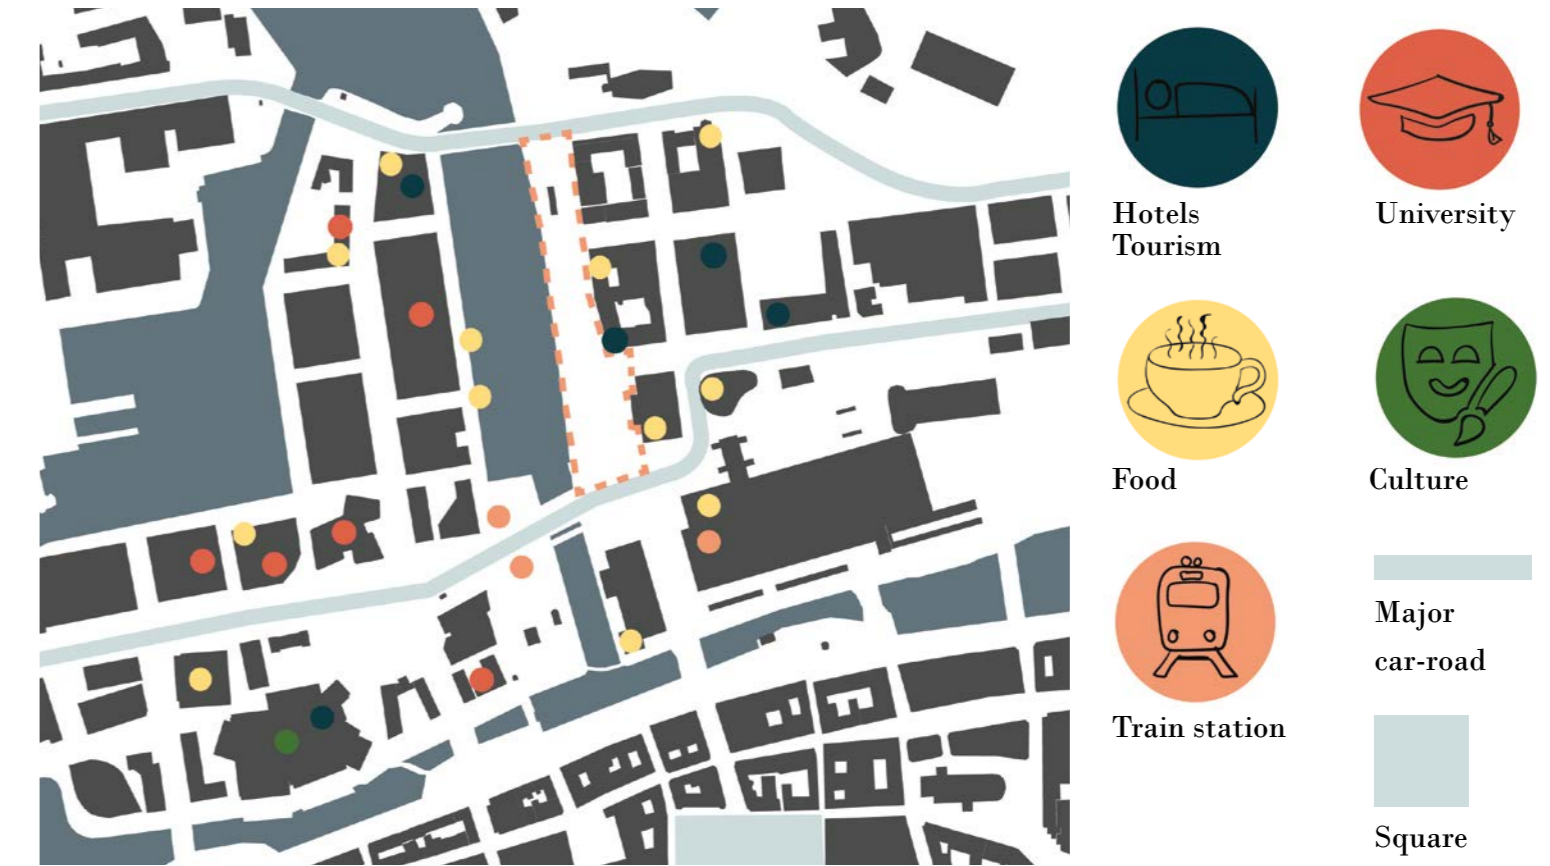 Hotels
Tourism
University
Food
Culture
Train station
Major
car-road
Square